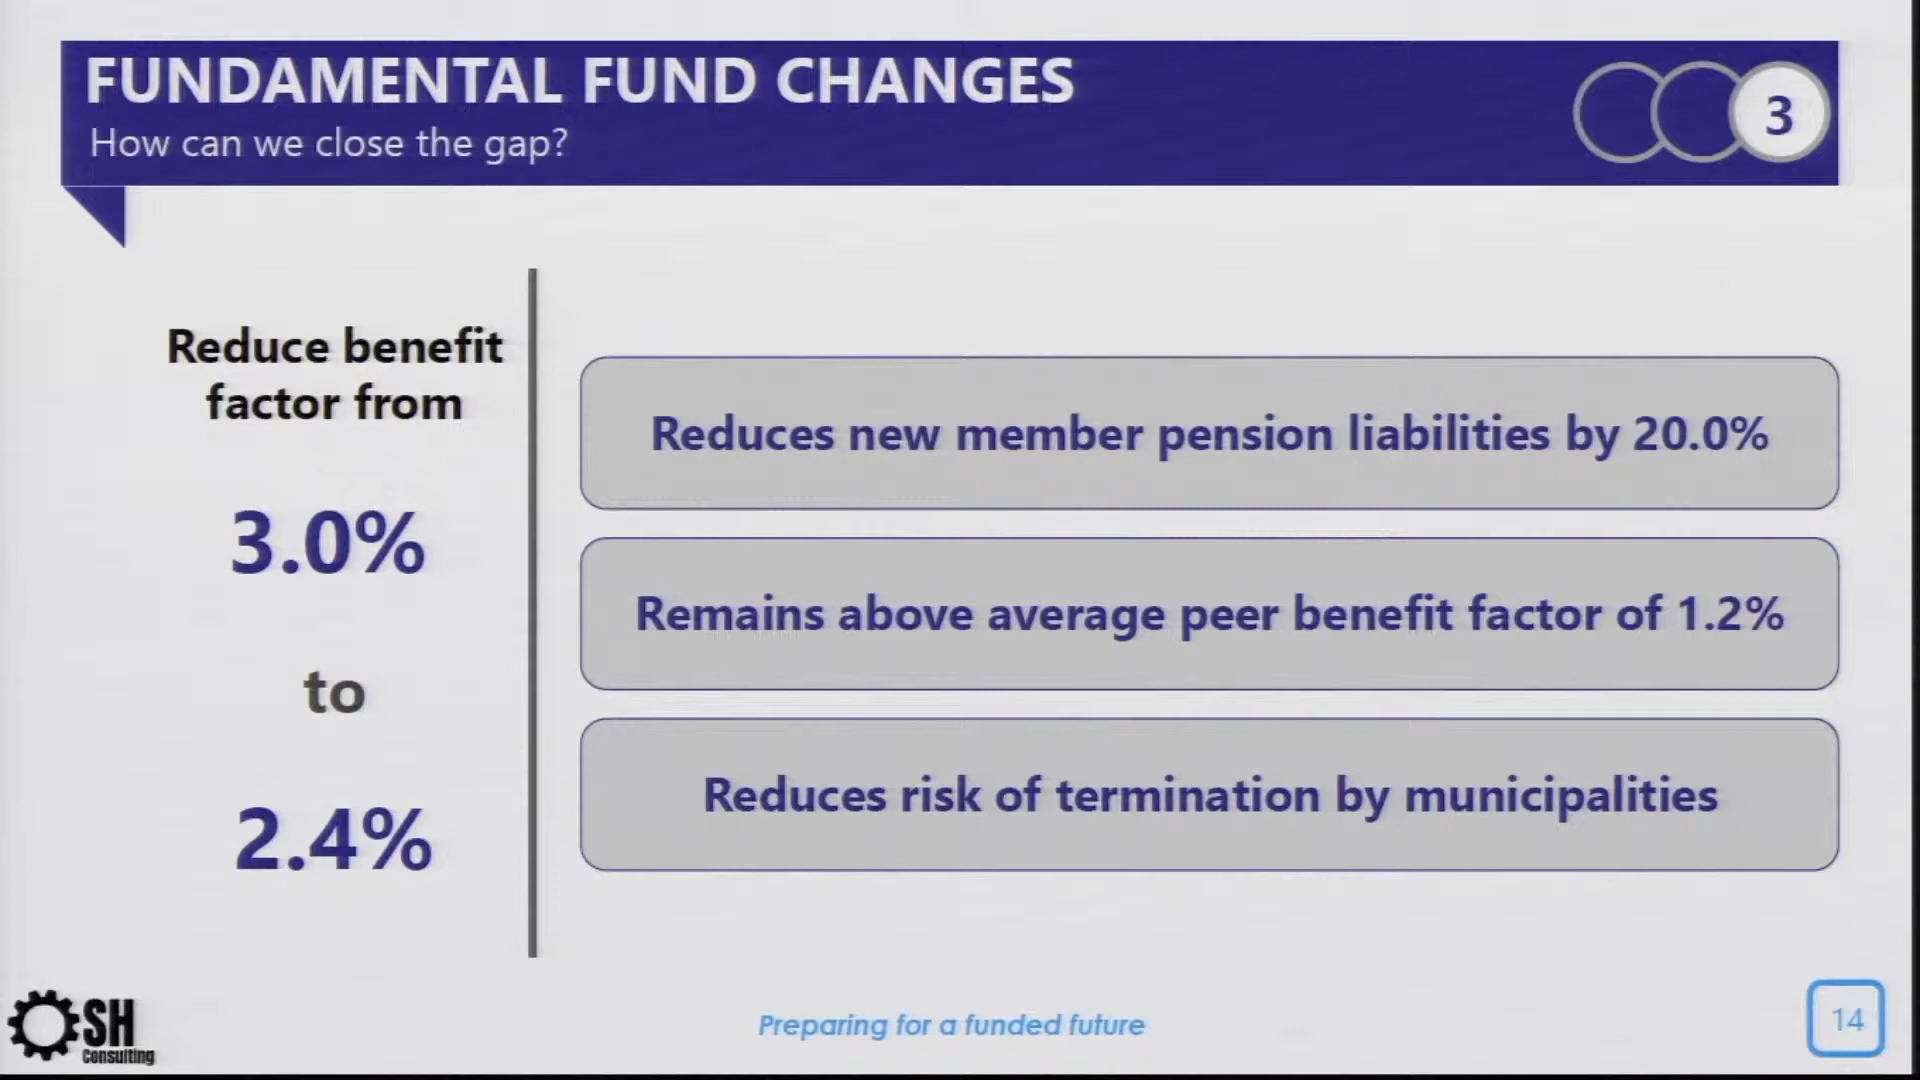 FUNDAMENTAL FUND CHANGES
How can we close the gap?
3
Reduce benefit
factor from
3.0%
to
2.4%
Reduces new member pension liabilities by 20.0%
Remains above average peer benefit factor of 1.2%
Reduces risk of termination by municipalities
SH
Consulting
Preparing for a funded future
14